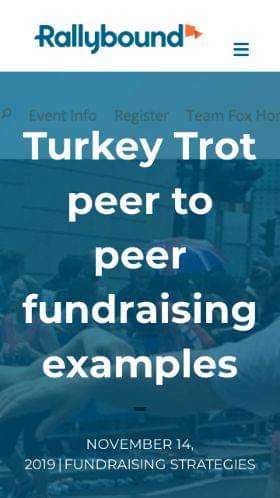 Rallybound
Event Info Register Team Fox Hor
Turkey Trot
peer to
peer
fundraising
examples
NOVEMBER 14,
2019 | FUNDRAISING STRATEGIES